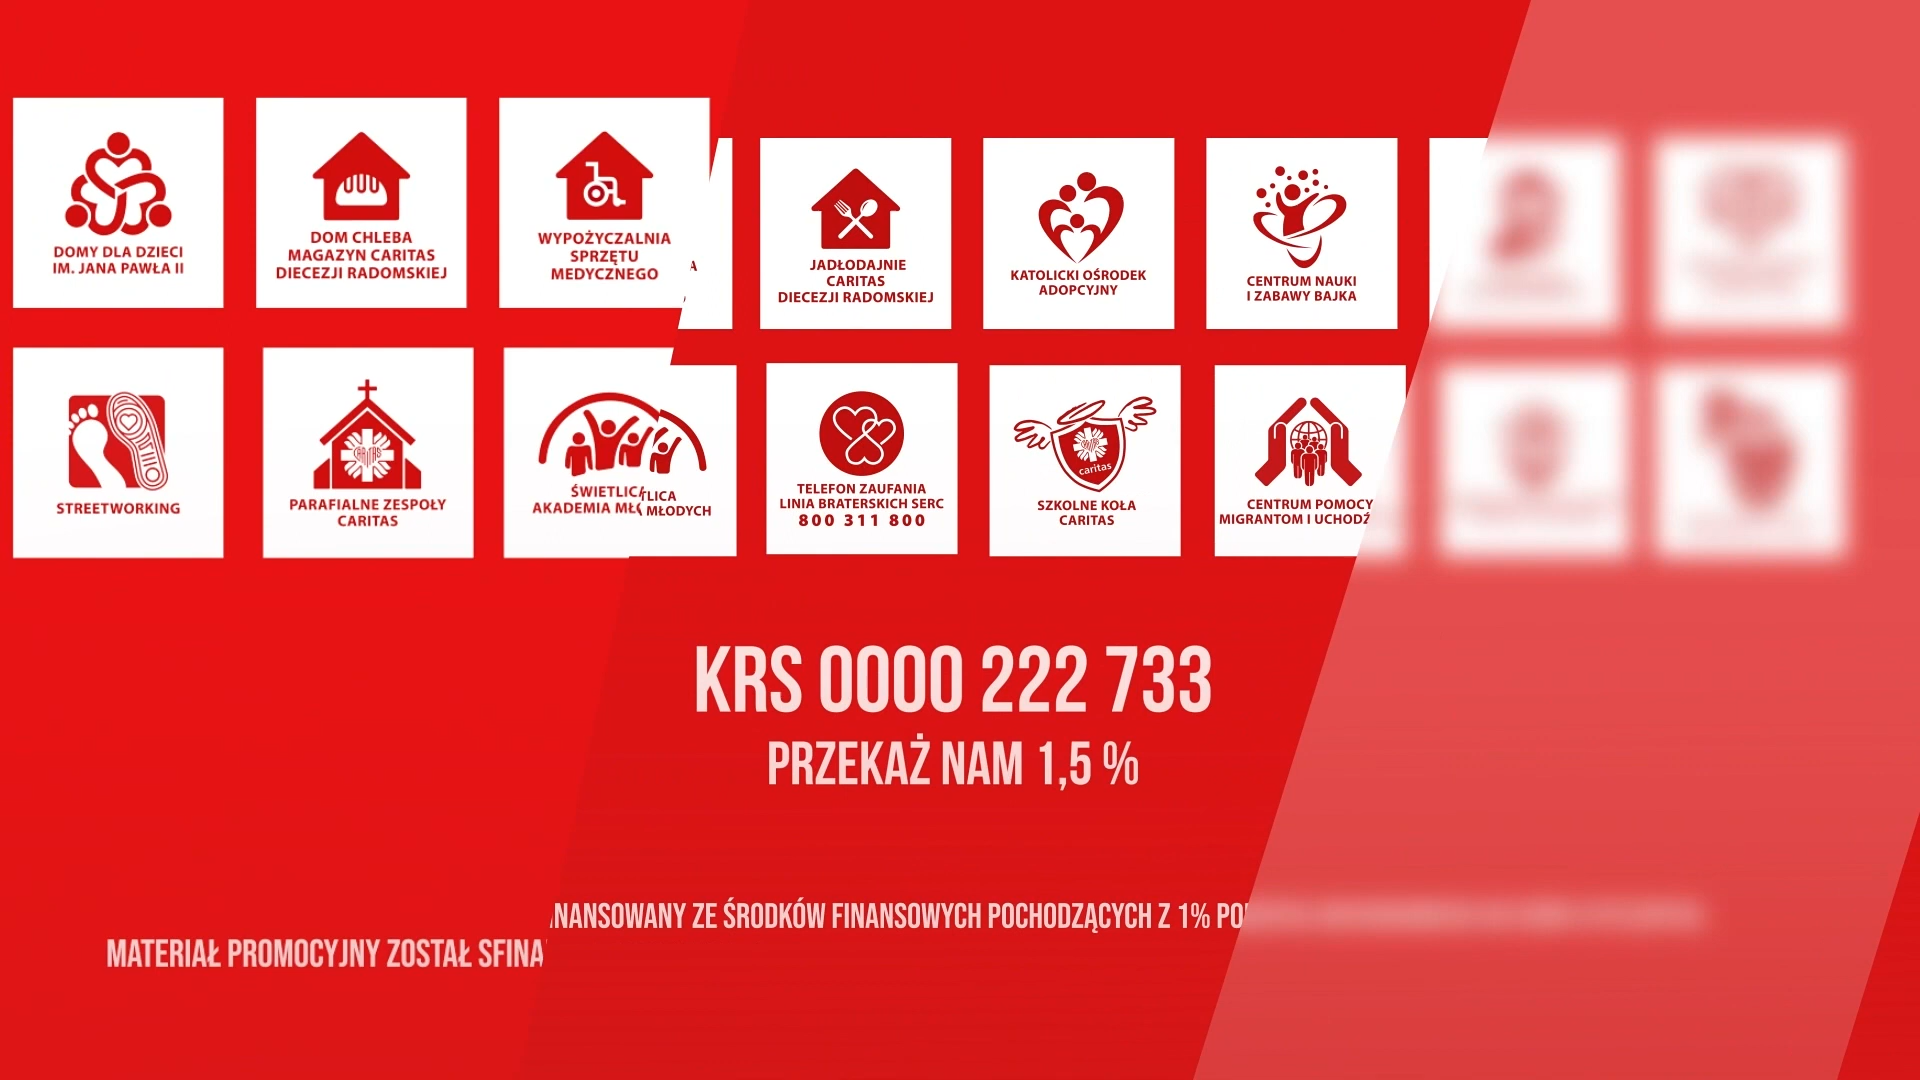 DOMY DLA DZIECI
IM. JANA PAWŁA II
DOM CHLEBA
MAGAZYN CARITAS
DIECEZJI RADOMSKIEJ
WYPOŻYCZALNIA
SPRZĘTU
MEDYCZNEGO
JADŁODAJNIE
CARITAS
DIECEZJI RADOMSKIEJ
KATOLICKI OŚRODEK
ADOPCYJNY
CENTRUM NAUKI
I ZABAWY BAJKA
STREETWORKING
CARITAS
PARAFIALNE ZESPOŁY
CARITAS
ŚWIETLICA TLICA
AKADEMIA MŁO MŁODYCH
TELEFON ZAUFANIA
LINIA BRATERSKICH SERC
800 311 800
caritas
SZKOLNE KOŁA
CARITAS
CENTRUM POMOCY
MIGRANTOM I UCHODŹ
KRS 0000 222 733
PRZEKAŻ NAM 1,5 %
NANSOWANY ZE ŚRODKÓW FINANSOWYCH POCHODZĄCYCH Z 1% PO
MATERIAŁ PROMOCYJNY ZOSTAŁ SFINA